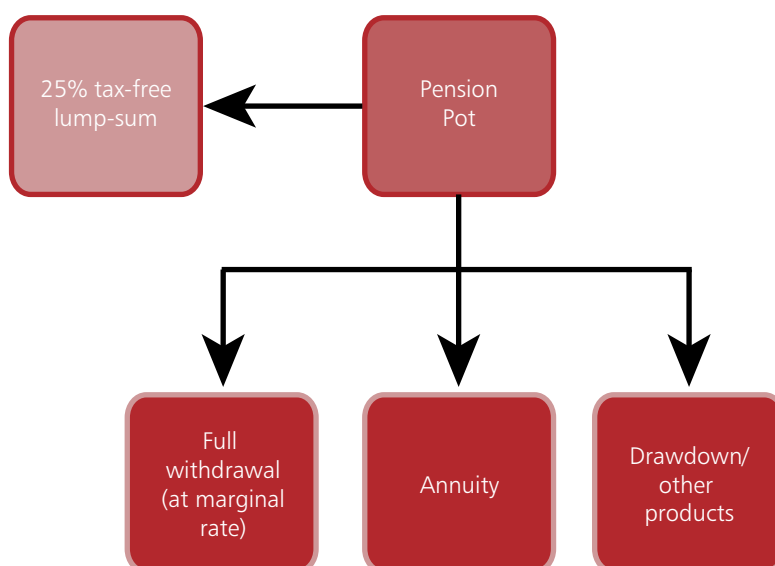 25% tax-free
lump-sum
Pension
Pot
Full
withdrawal
(at marginal
rate)
Annuity
Drawdown/
other
products